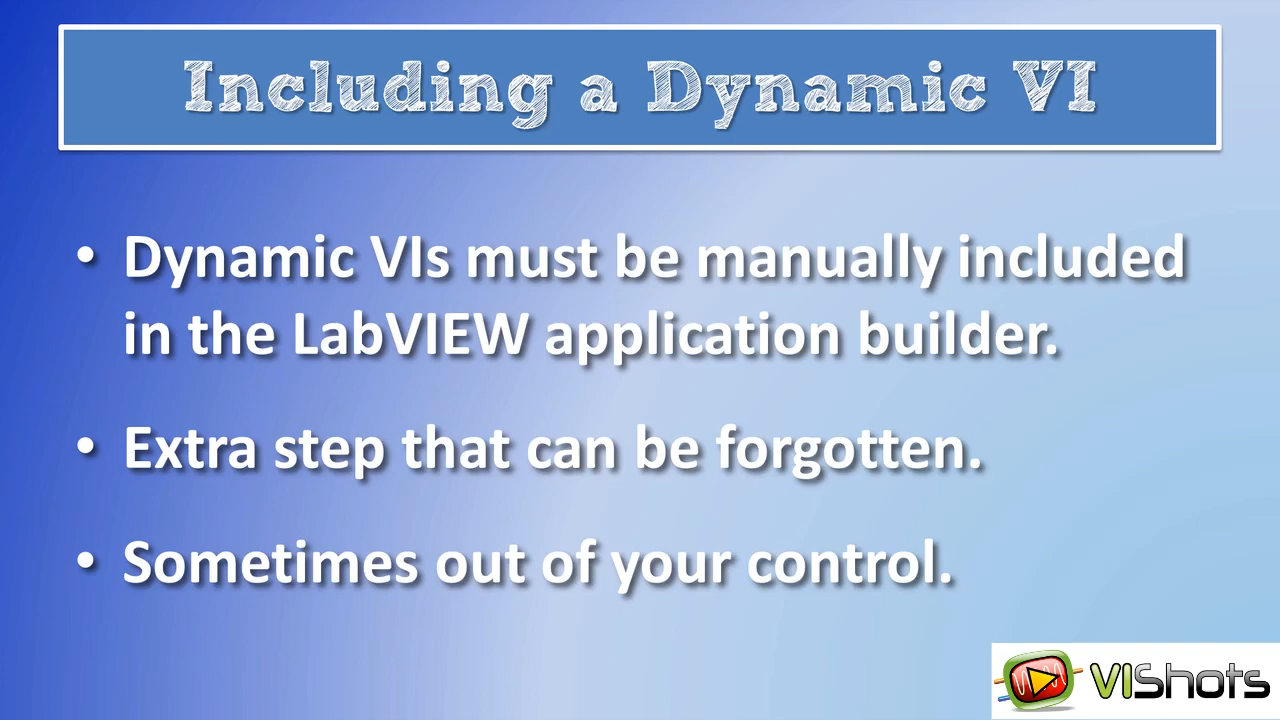 Including a Dynamic VI
• Dynamic VIs must be manually included
in the LabVIEW application builder.
• Extra step that can be forgotten.
• Sometimes out of your control.
VIShots